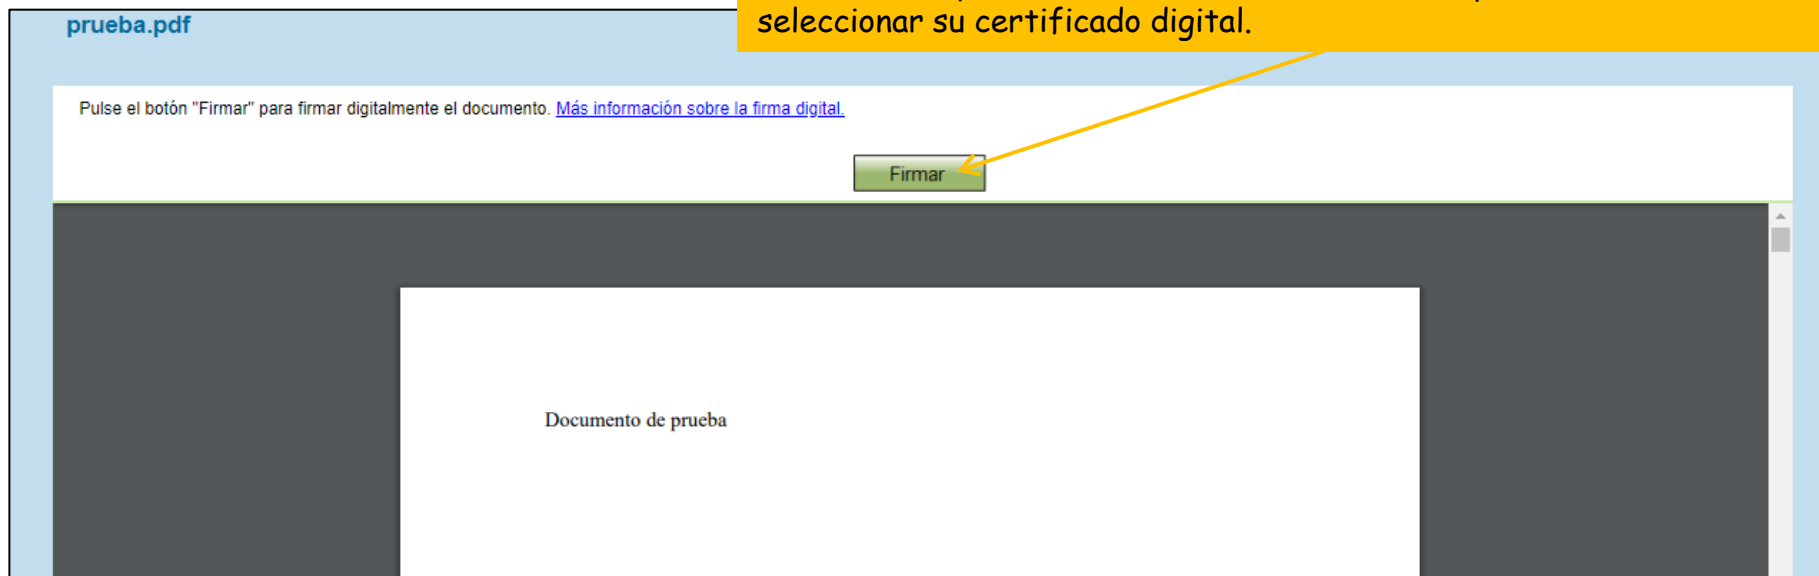 prueba.pdf
seleccionar su certificado digital.
Pulse el botón "Firmar" para firmar digitalmente el documento. Más información sobre la firma digital.
Firmar
Documento de prueba